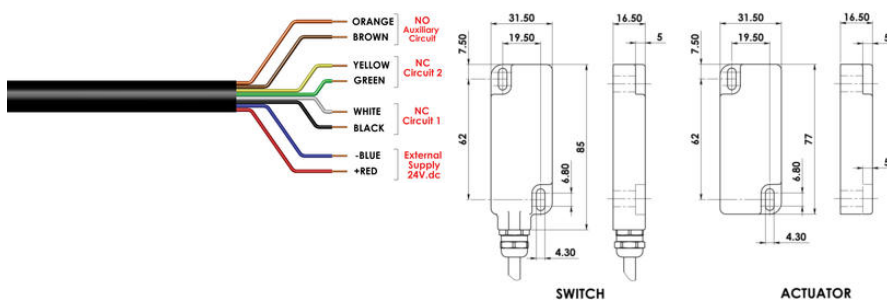 ORANGE
BROWN
NO
Auxiliary
Circuit
YELLOW
GREEN
NC
Circuit 2
WHITE
BLACK
NC
Circuit 1
-BLUE
+RED
External
Supply
24V.dc
31.50
19.50
7.50
62
85
6.80
4.30
16.50
5
SWITCH
31.50
19.50
7.50
62
77
6.80
4.30
16.50
5
5
ACTUATOR